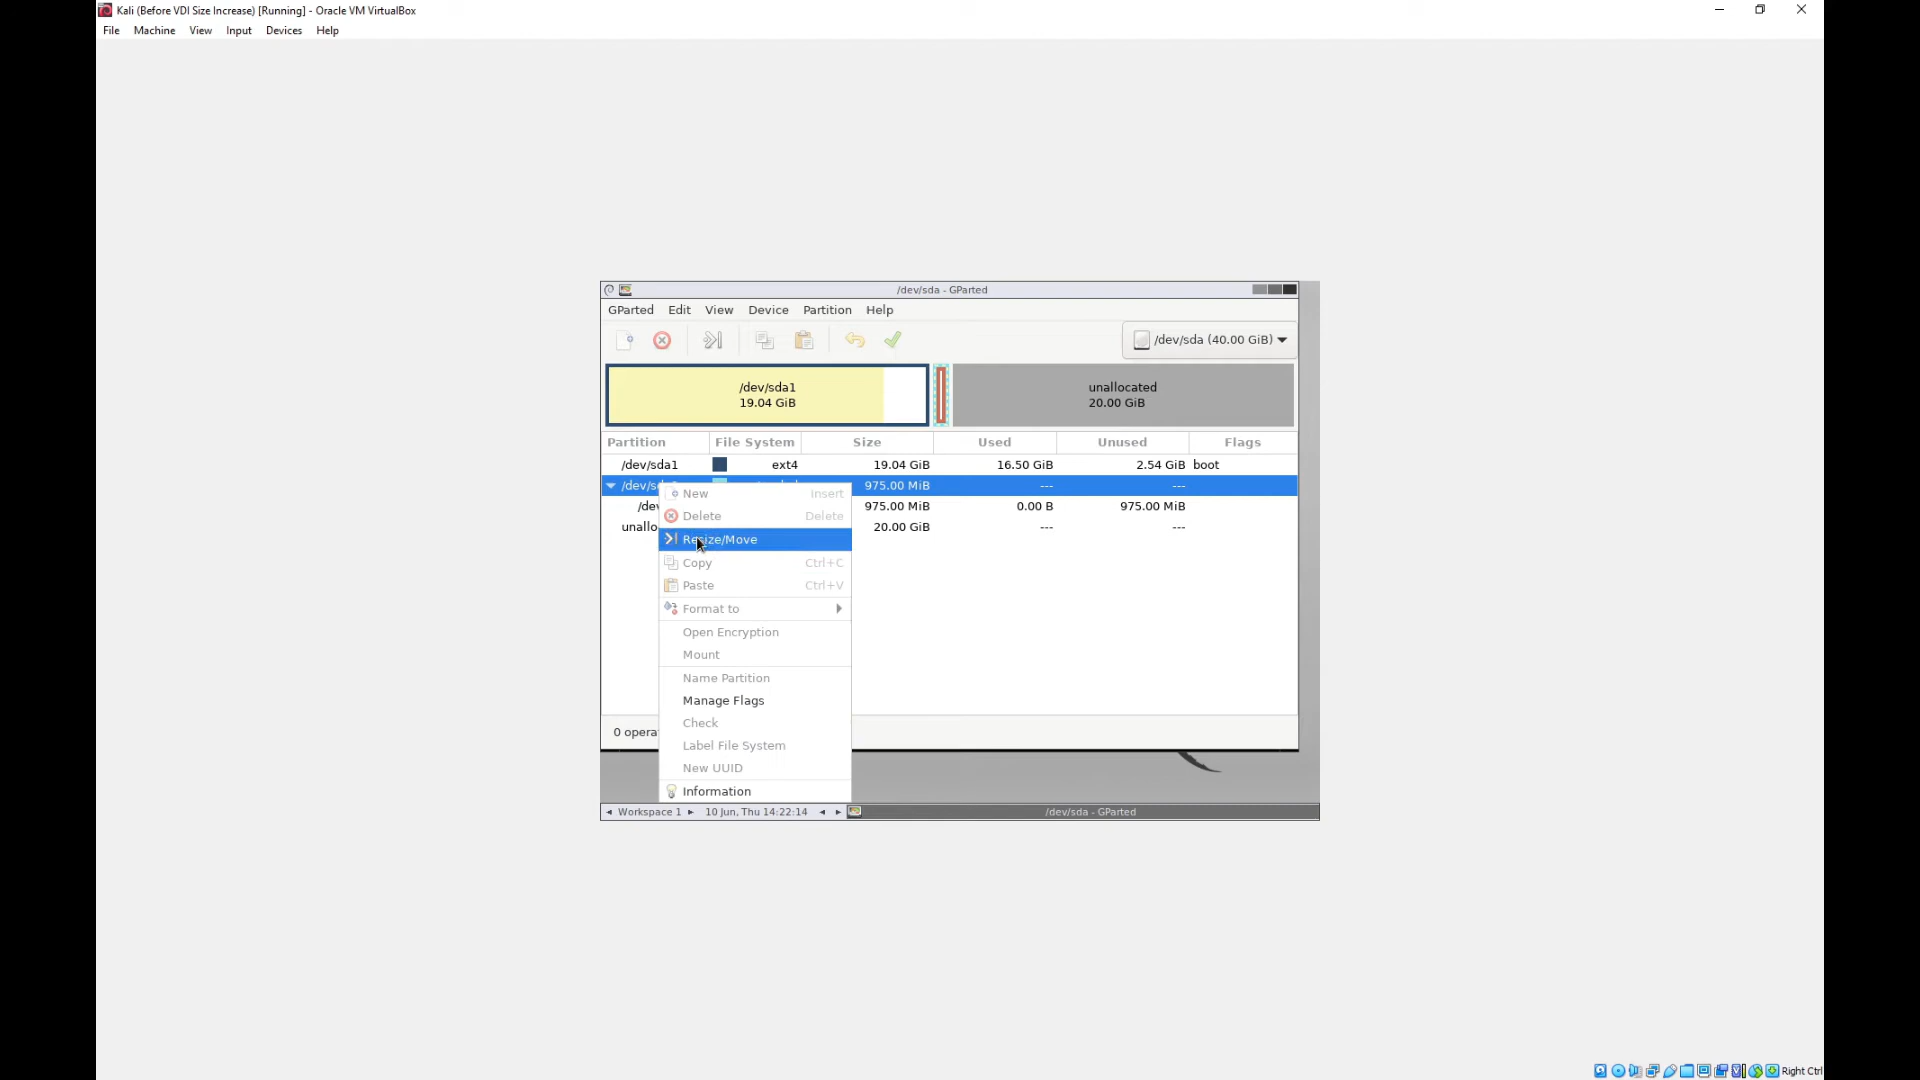 Kali (Before VDI Size Increase) [Running] - Oracle VM VirtualBox
File Machine View Input Devices Help
/dev/sda - GParted
GParted Edit View Device Partition Help
/dev/sda (40.00 GiB)
/dev/sda1
19.04 GiB
unallocated
20.00 GiB
Partition File System Size Used Unused Flags
/dev/sda1 ext4 19.04 GiB 16.50 GiB 2.54 GiB boot
975.00 MiB --- ---
975.00 MiB 0.00 B 975.00 MiB
20.00 GiB --- ---
New Insert
Delete Delete
Resize/Move
Copy Ctrl+C
Paste Ctrl+V
Format to
Open Encryption
Mount
Name Partition
Manage Flags
Check
Label File System
New UUID
Information
0 opera
Workspace 1 10 Jun, Thu 14:22:14 /dev/sda - GParted
Right Ctrl